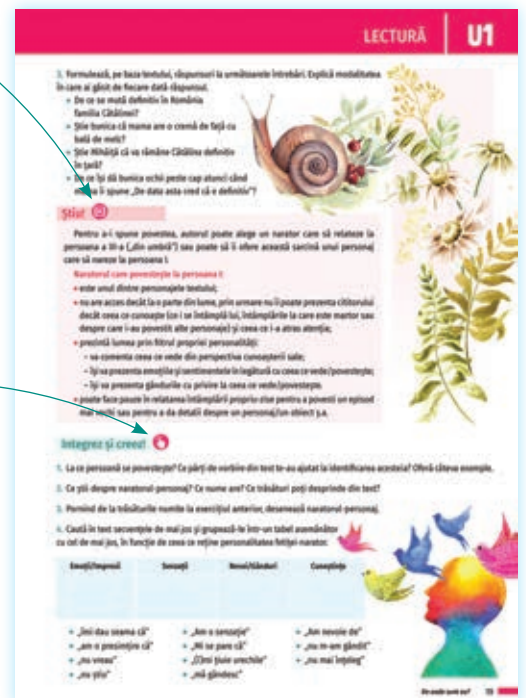 LECTURĂ U1
3. Formulează, pe baza textului, răspunsuri la următoarele întrebări. Explică modalitatea
în care ai găsit de fiecare dată răspunsul.
• De ce se mută definitiv în România
familia Cătălinei?
• Știe bunica că mama are o cremă de față cu
bală de melc?
• Știe Mihăiță că va rămâne Cătălina definitiv
în țară?
• De ce își dă bunica ochii peste cap atunci când
îi spune „De data asta cred că e definitiv”?
Știu!
Pentru a-i spune povestea, autorul poate alege un narator care să relateze la
persoana a III-a („din umbră”) sau poate să îi ofere această sarcină unui personaj
care să nareze la persoana I.
Naratorul care povestește la persoana I:
• este unul dintre personajele textului;
• nu are acces decât la o parte din lume, prin urmare nu îi poate prezenta cititorului
decât ceea ce cunoaște (ce i se întâmplă lui, întâmplările la care este martor sau
despre care i-au povestit alte personaje) și ceea ce i-a atras atenția;
• prezintă lumea prin filtrul propriei personalități:
– va comenta ceea ce vede din perspectiva cunoașterii sale;
– își va prezenta emoțiile și sentimentele în legătură cu ceea ce vede/povestește;
– își va prezenta gândurile cu privire la ceea ce vede/povestește.
• poate face pauze în relatarea întâmplării propriu-zise pentru a povesti un episod
mai vechi sau pentru a da detalii despre un personaj/un obiect ș.a.
Integrez și creez!
1. La ce persoană se povestește? Ce părți de vorbire din text te-au ajutat la identificarea acesteia? Oferă câteva exemple.
2. Ce știi despre naratorul-personaj? Ce nume are? Ce trăsături poți desprinde din text?
3. Pornind de la trăsăturile numite la exercițiul anterior, desenează naratorul-personaj.
4. Caută în text secvențele de mai jos și grupează-le într-un tabel asemănător
cu cel de mai jos, în funcție de ceea ce reține personalitatea fetiței-narator.
Emoții/Impresii Senzații Nevoi/Gânduri Cunoștințe
• „îmi dau seama că” • „Am o senzație” • „Am nevoie de”
• „am o presimțire că” • „Mi se pare că” • „nu m-am gândit”
• „nu vreau” • „(î)mi țiuie urechile” • „nu mai înțeleg”
• „nu știu” • „mă gândesc”
De unde sunt eu?